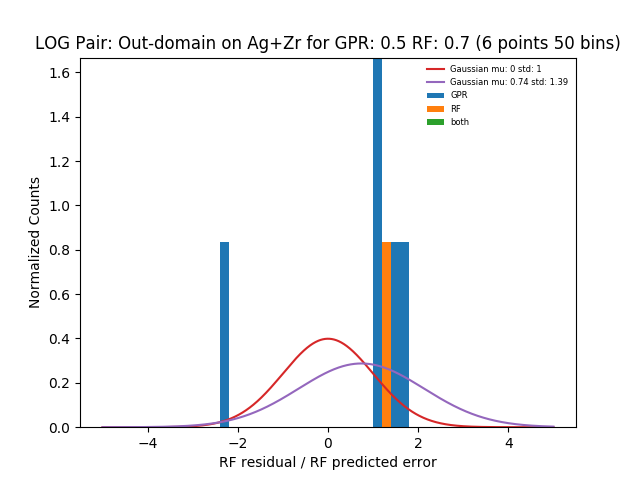 LOG Pair: Out-domain on Ag+Zr for GPR: 0.5 RF: 0.7 (6 points 50 bins)
Gaussian mu: 0 std: 1
Gaussian mu: 0.74 std: 1.39
GPR
RF
both
Normalized Counts
1.6
1.4
1.2
1.0
0.8
0.6
0.4
0.2
0.0
−4
−2
0
2
4
RF residual / RF predicted error